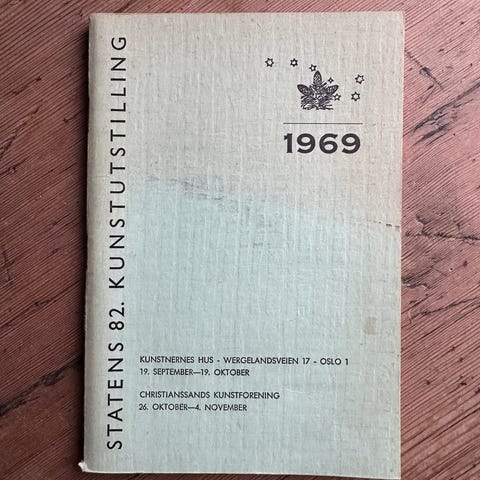 STATENS 82. KUNSTUTSTILLING
1969
KUNSTNERNES HUS - WERGELANDSVEIEN 17 - OSLO 1
19. SEPTEMBER—19. OKTOBER
CHRISTIANSSANDS KUNSTFORENING
26. OKTOBER—4. NOVEMBER